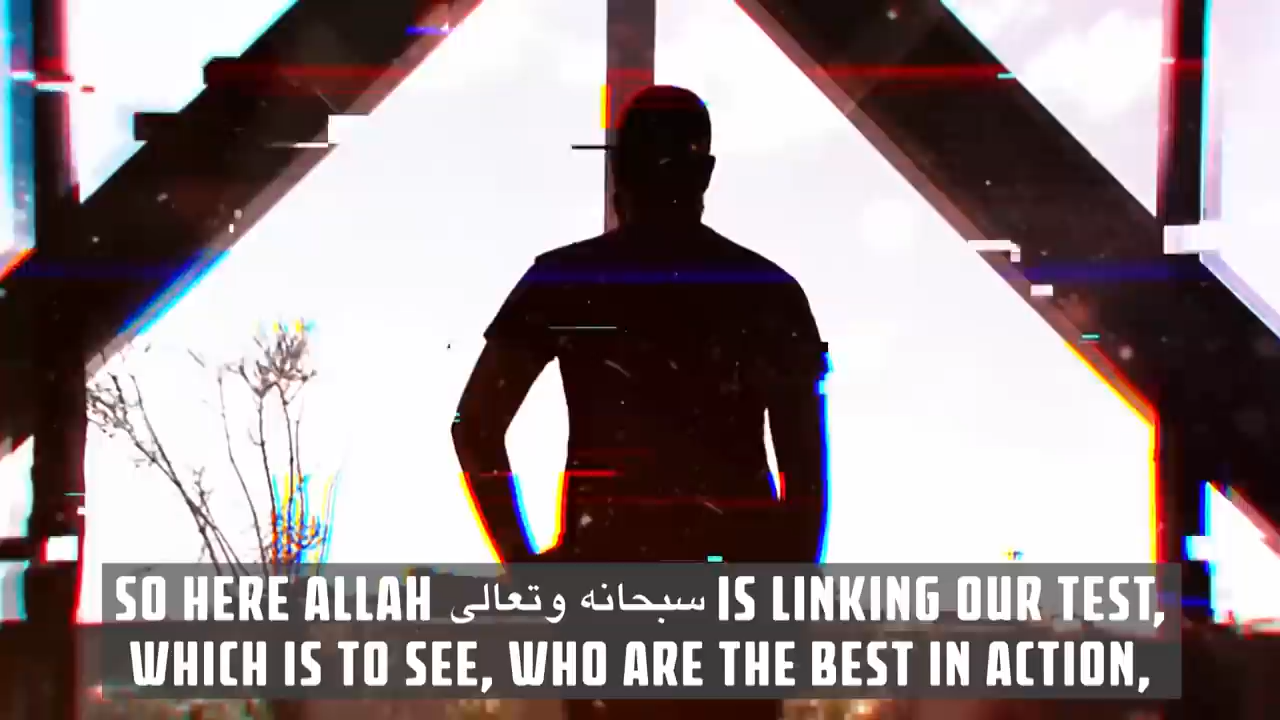 SO HERE ALLAH سبحانه وتعالى IS LINKING OUR TEST,
WHICH IS TO SEE, WHO ARE THE BEST IN ACTION,